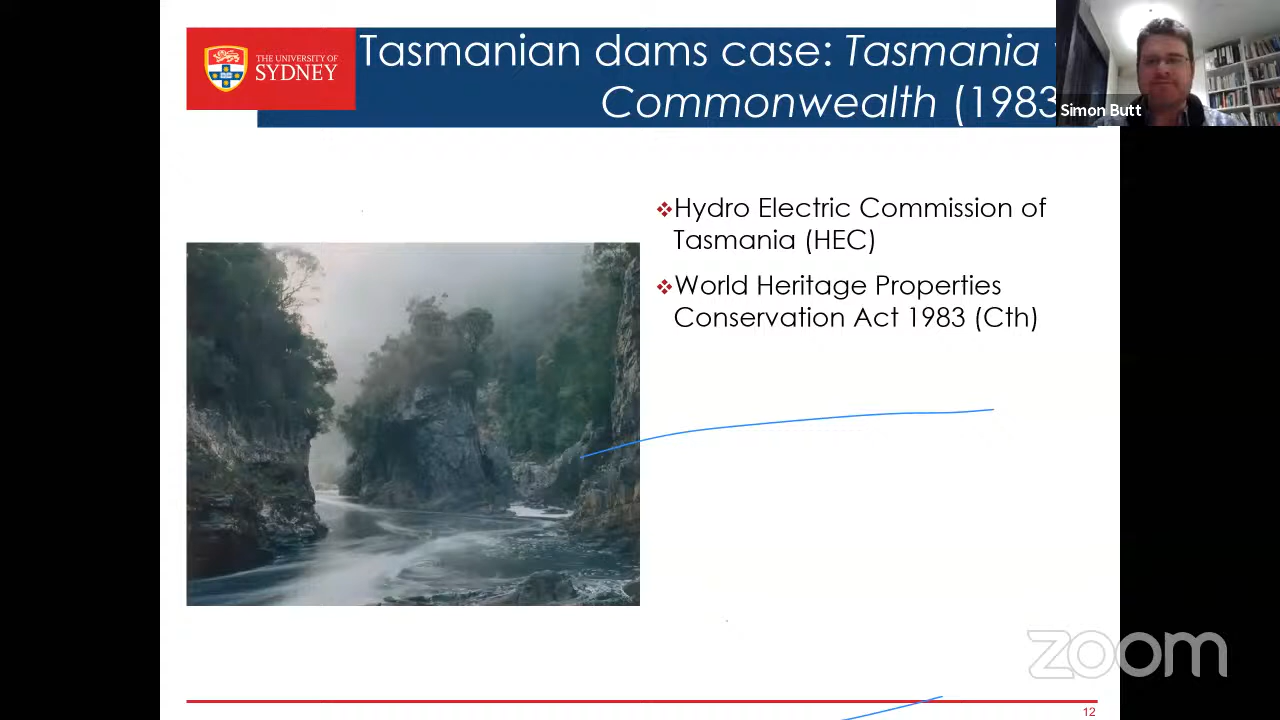 THE UNIVERSITY OF
SYDNEY
Tasmanian dams case: Tasmania
Commonwealth (1983
Simon Butt
❖Hydro Electric Commission of
Tasmania (HEC)
❖World Heritage Properties
Conservation Act 1983 (Cth)
zoom
12